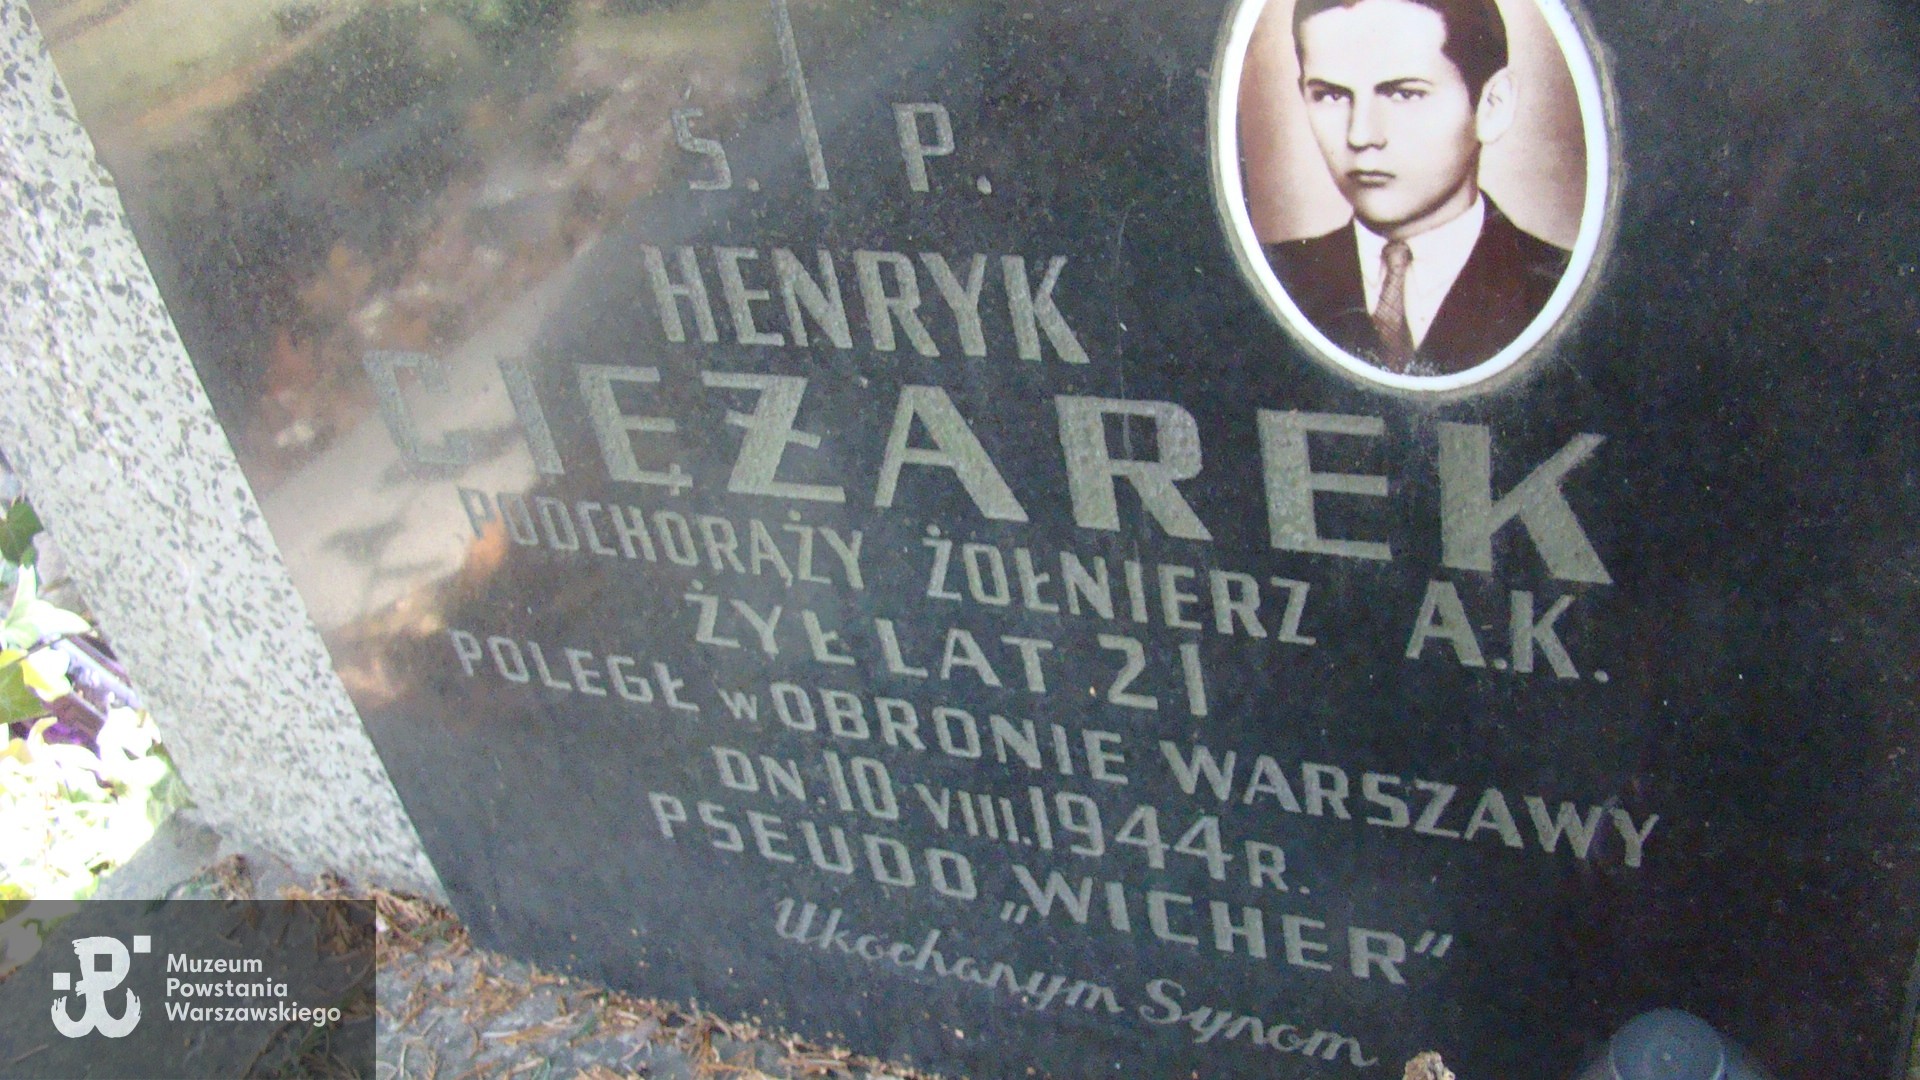 Ś. P.
HENRYK
CIĘŻAREK
PODCHORĄŻY ŻOŁNIERZ A.K.
ŻYŁ LAT 21
POLEGŁ W OBRONIE WARSZAWY
DN. 10 VIII. 1944 R.
PSEUDO „WICHER”
Ukochanym Synom
Muzeum
Powstania
Warszawskiego